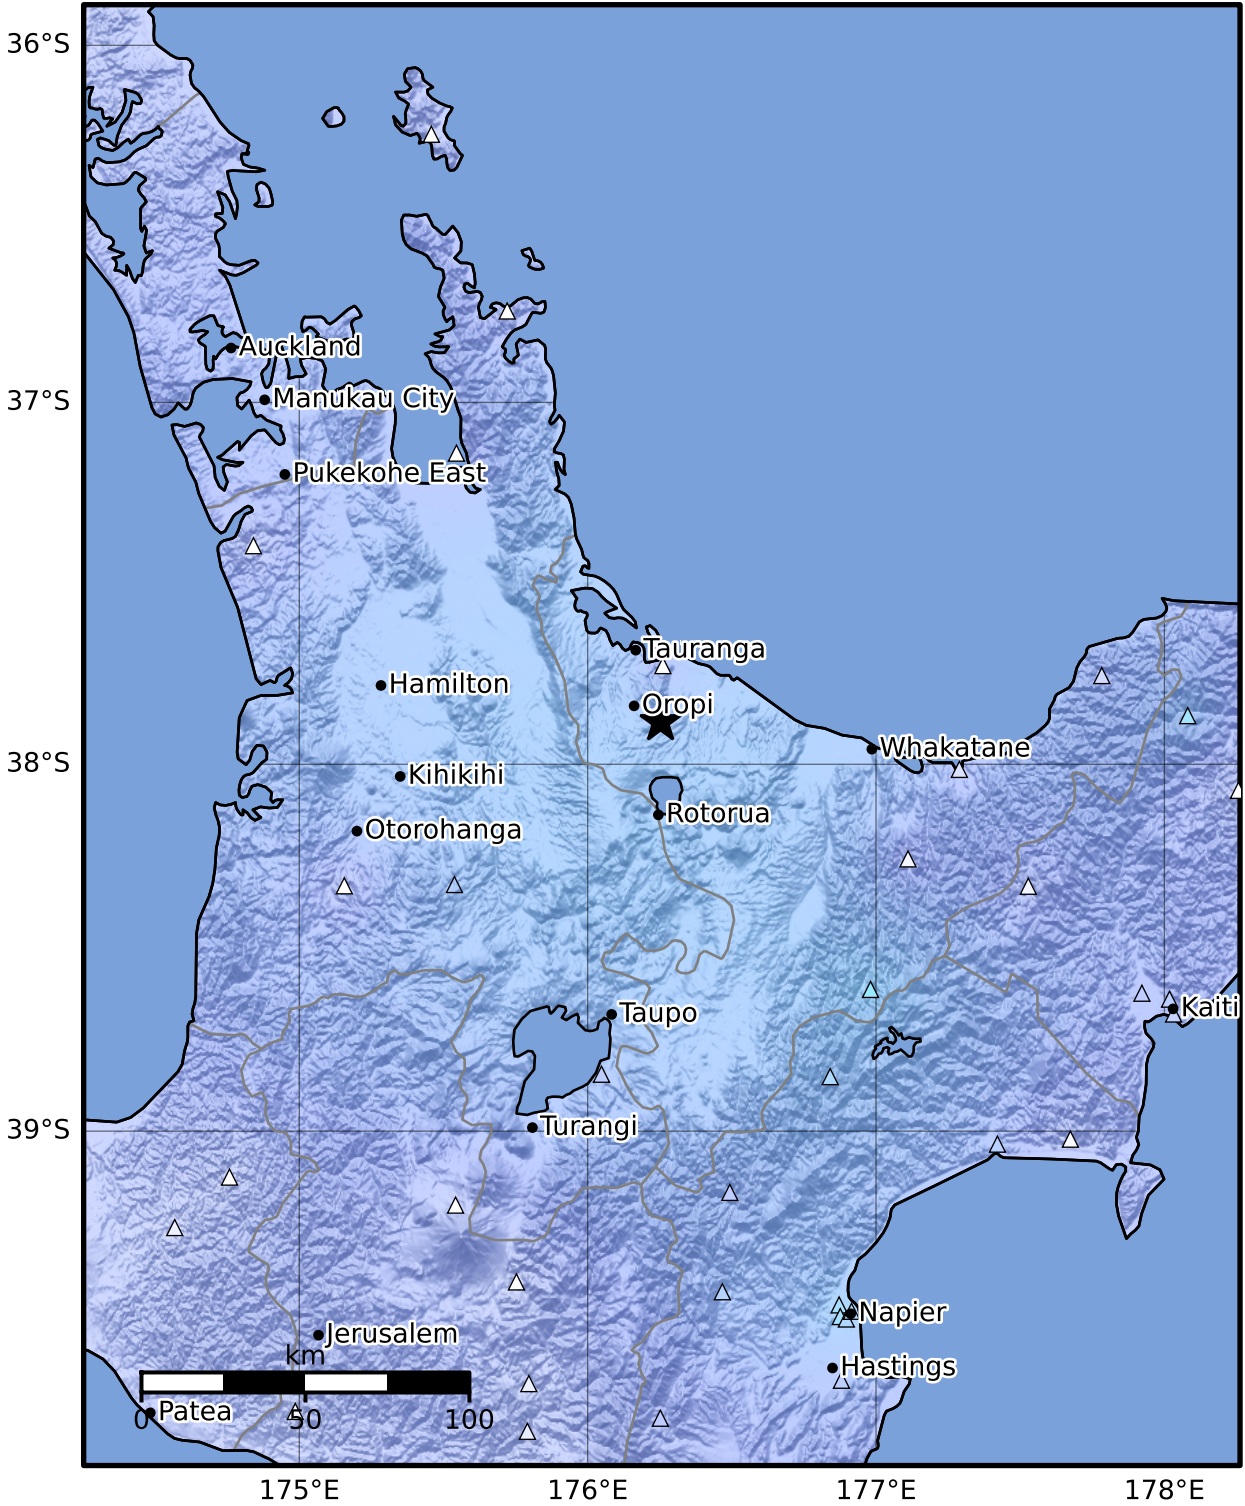 36°S
Auckland
37°S
Manukau City
Pukekohe East
Tauranga
Hamilton
Oropi
Whakatane
38°S
Kihikihi
Rotorua
Otorohanga
Taupo
Kaiti
39°S
Turangi
Napier
Jerusalem
km
Hastings
Patea
0 50 100
175°E 176°E 177°E 178°E